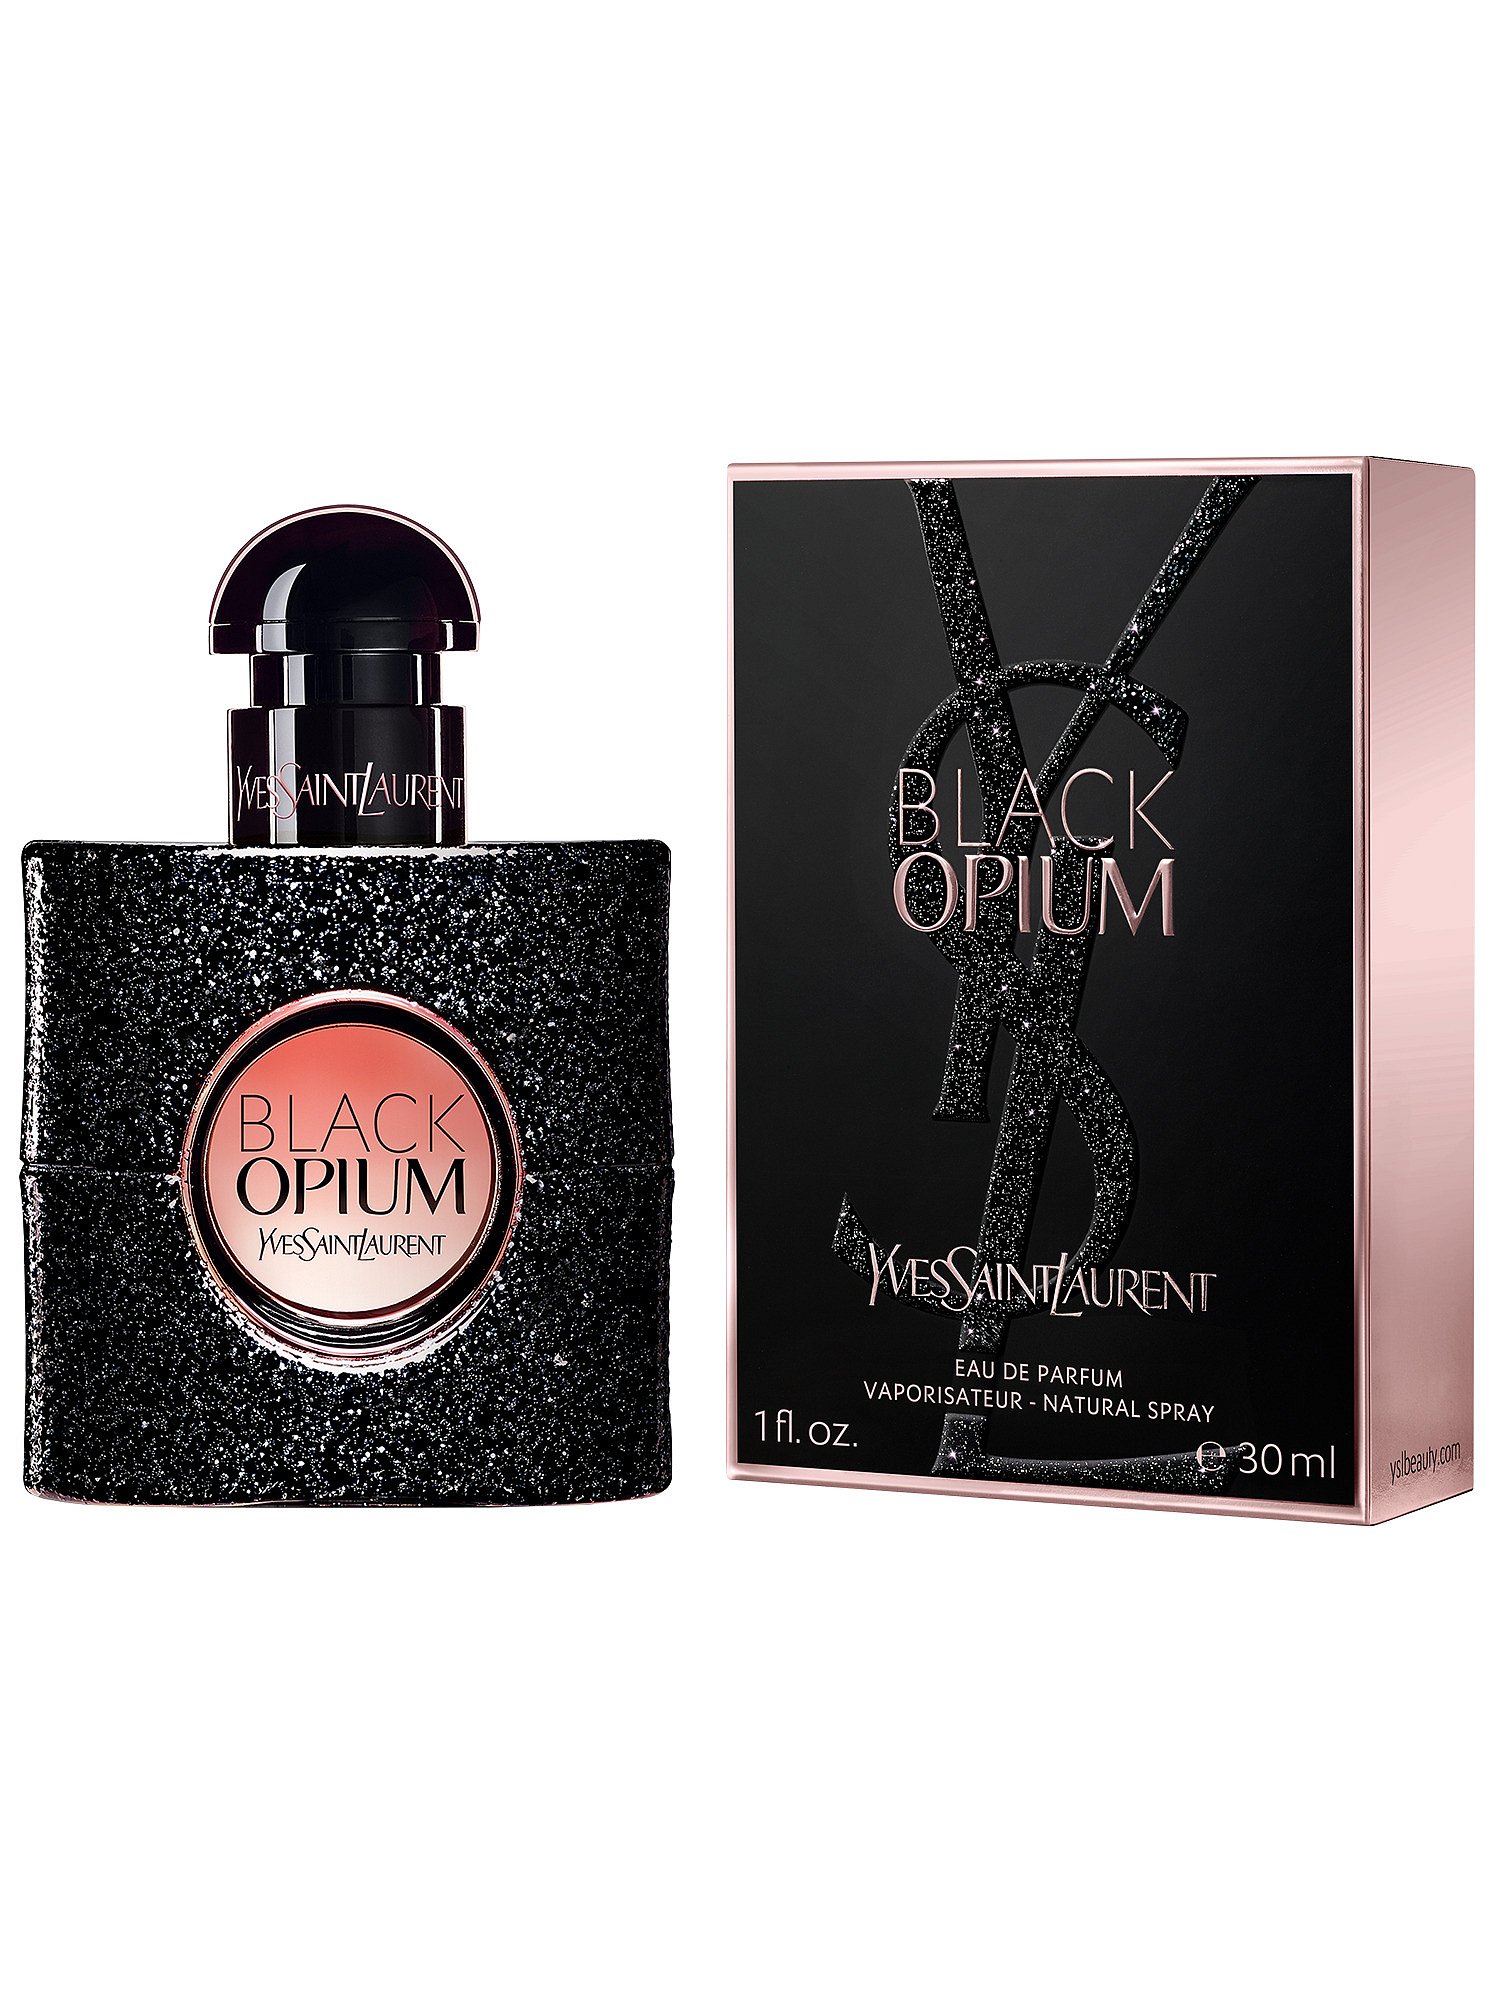 YVESSAINTLAURENT
BLACK
OPIUM
YVESSAINTLAURENT
BLACK
OPIUM
YVESSAINTLAURENT
EAU DE PARFUM
VAPORISATEUR - NATURAL SPRAY
1 fl. oz.
℮ 30 ml
yslbeauty.com
YSL